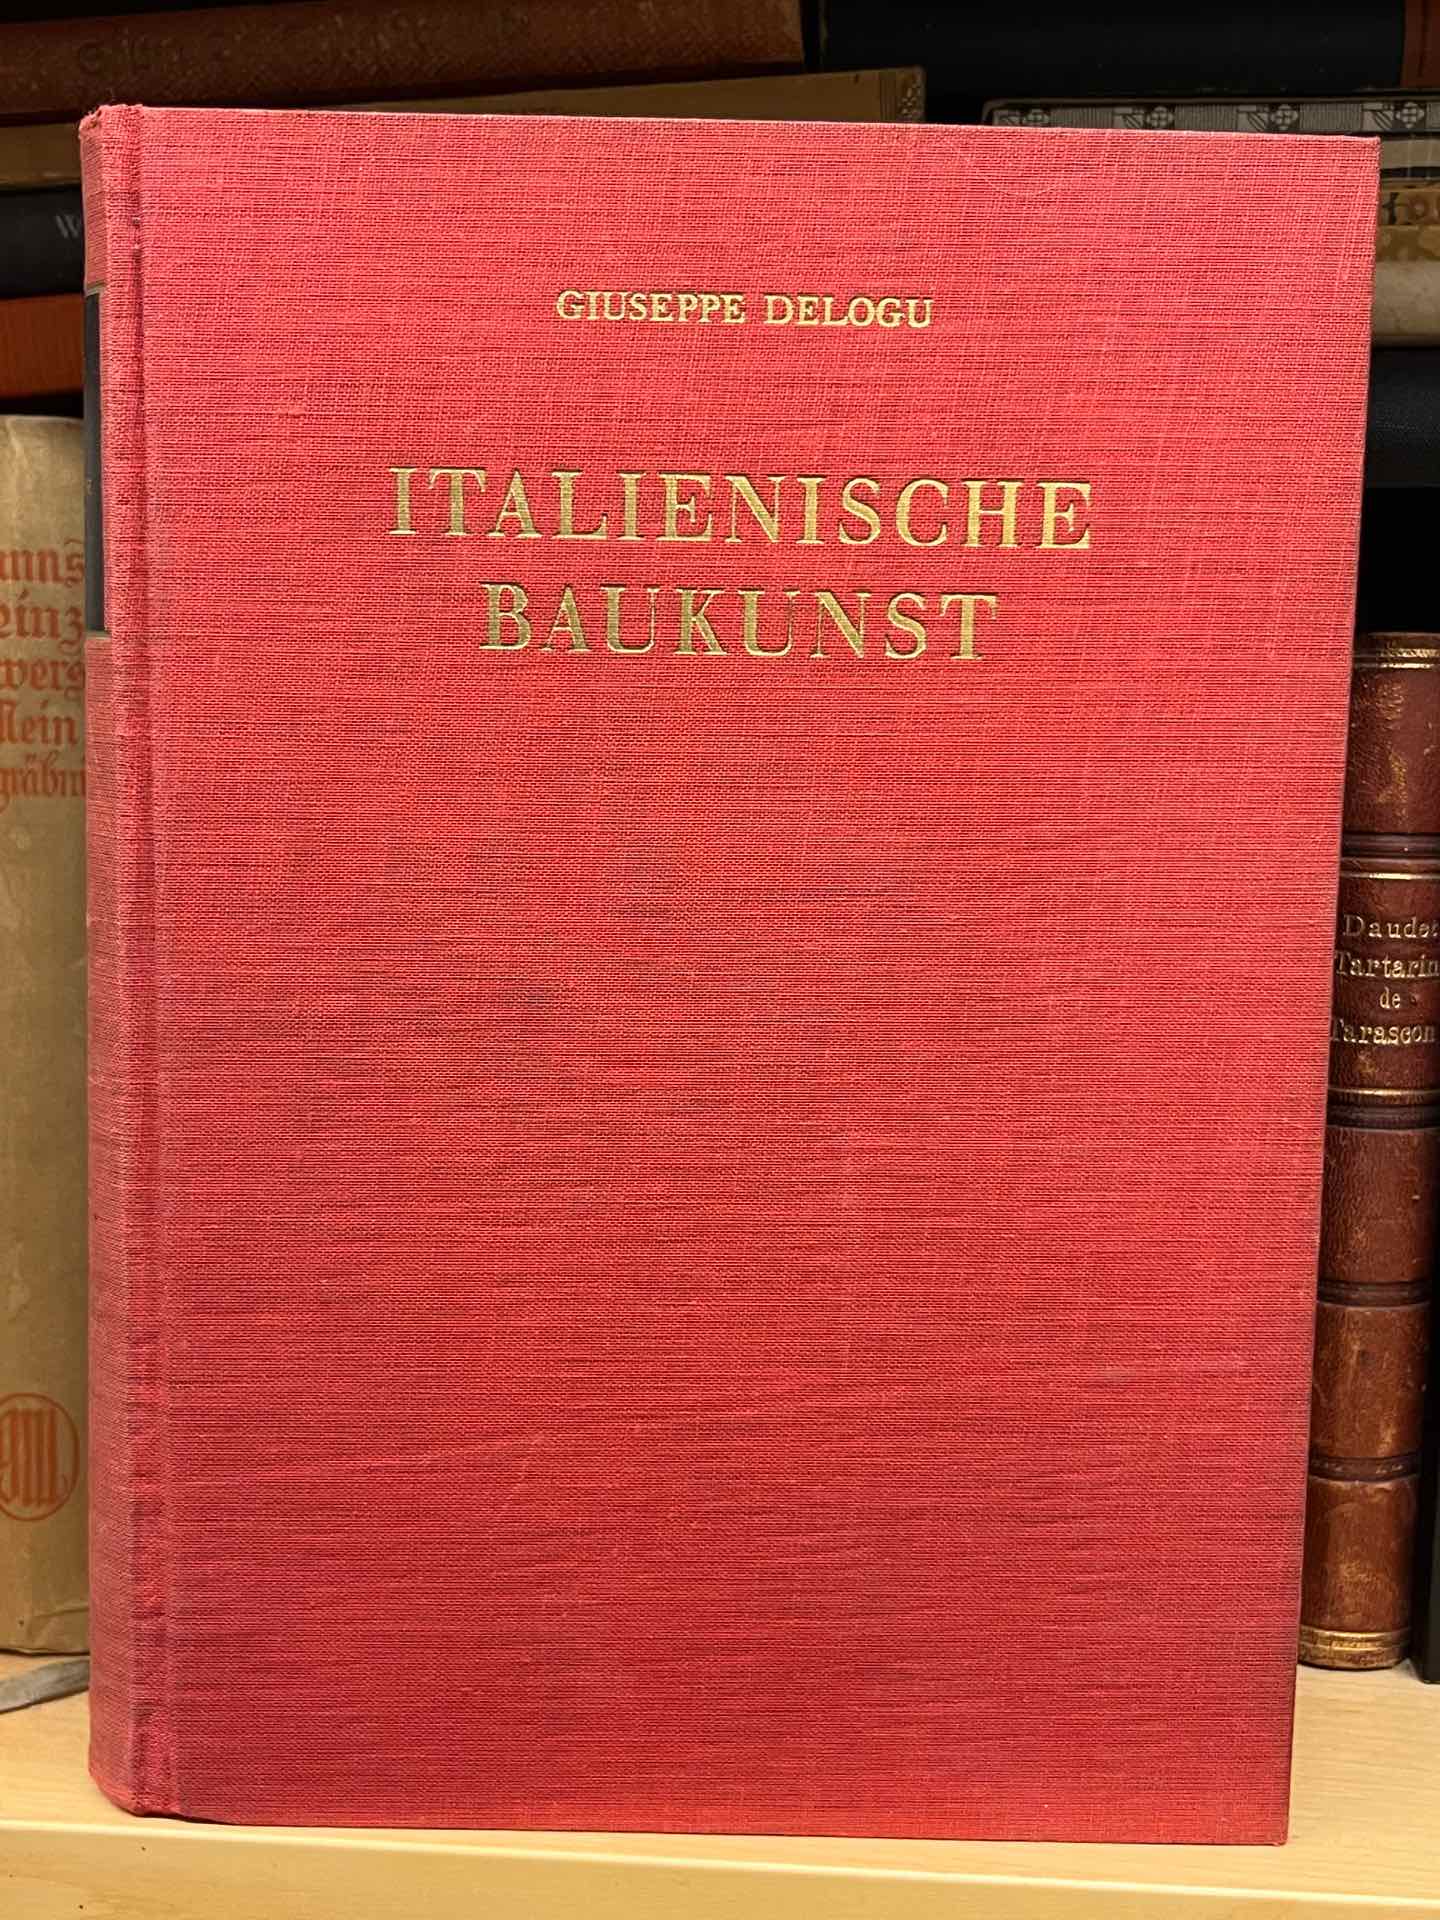 GIUSEPPE DELOGU
ITALIENISCHE
BAUKUNST
Daudet
Tartarin
de
Tarascon